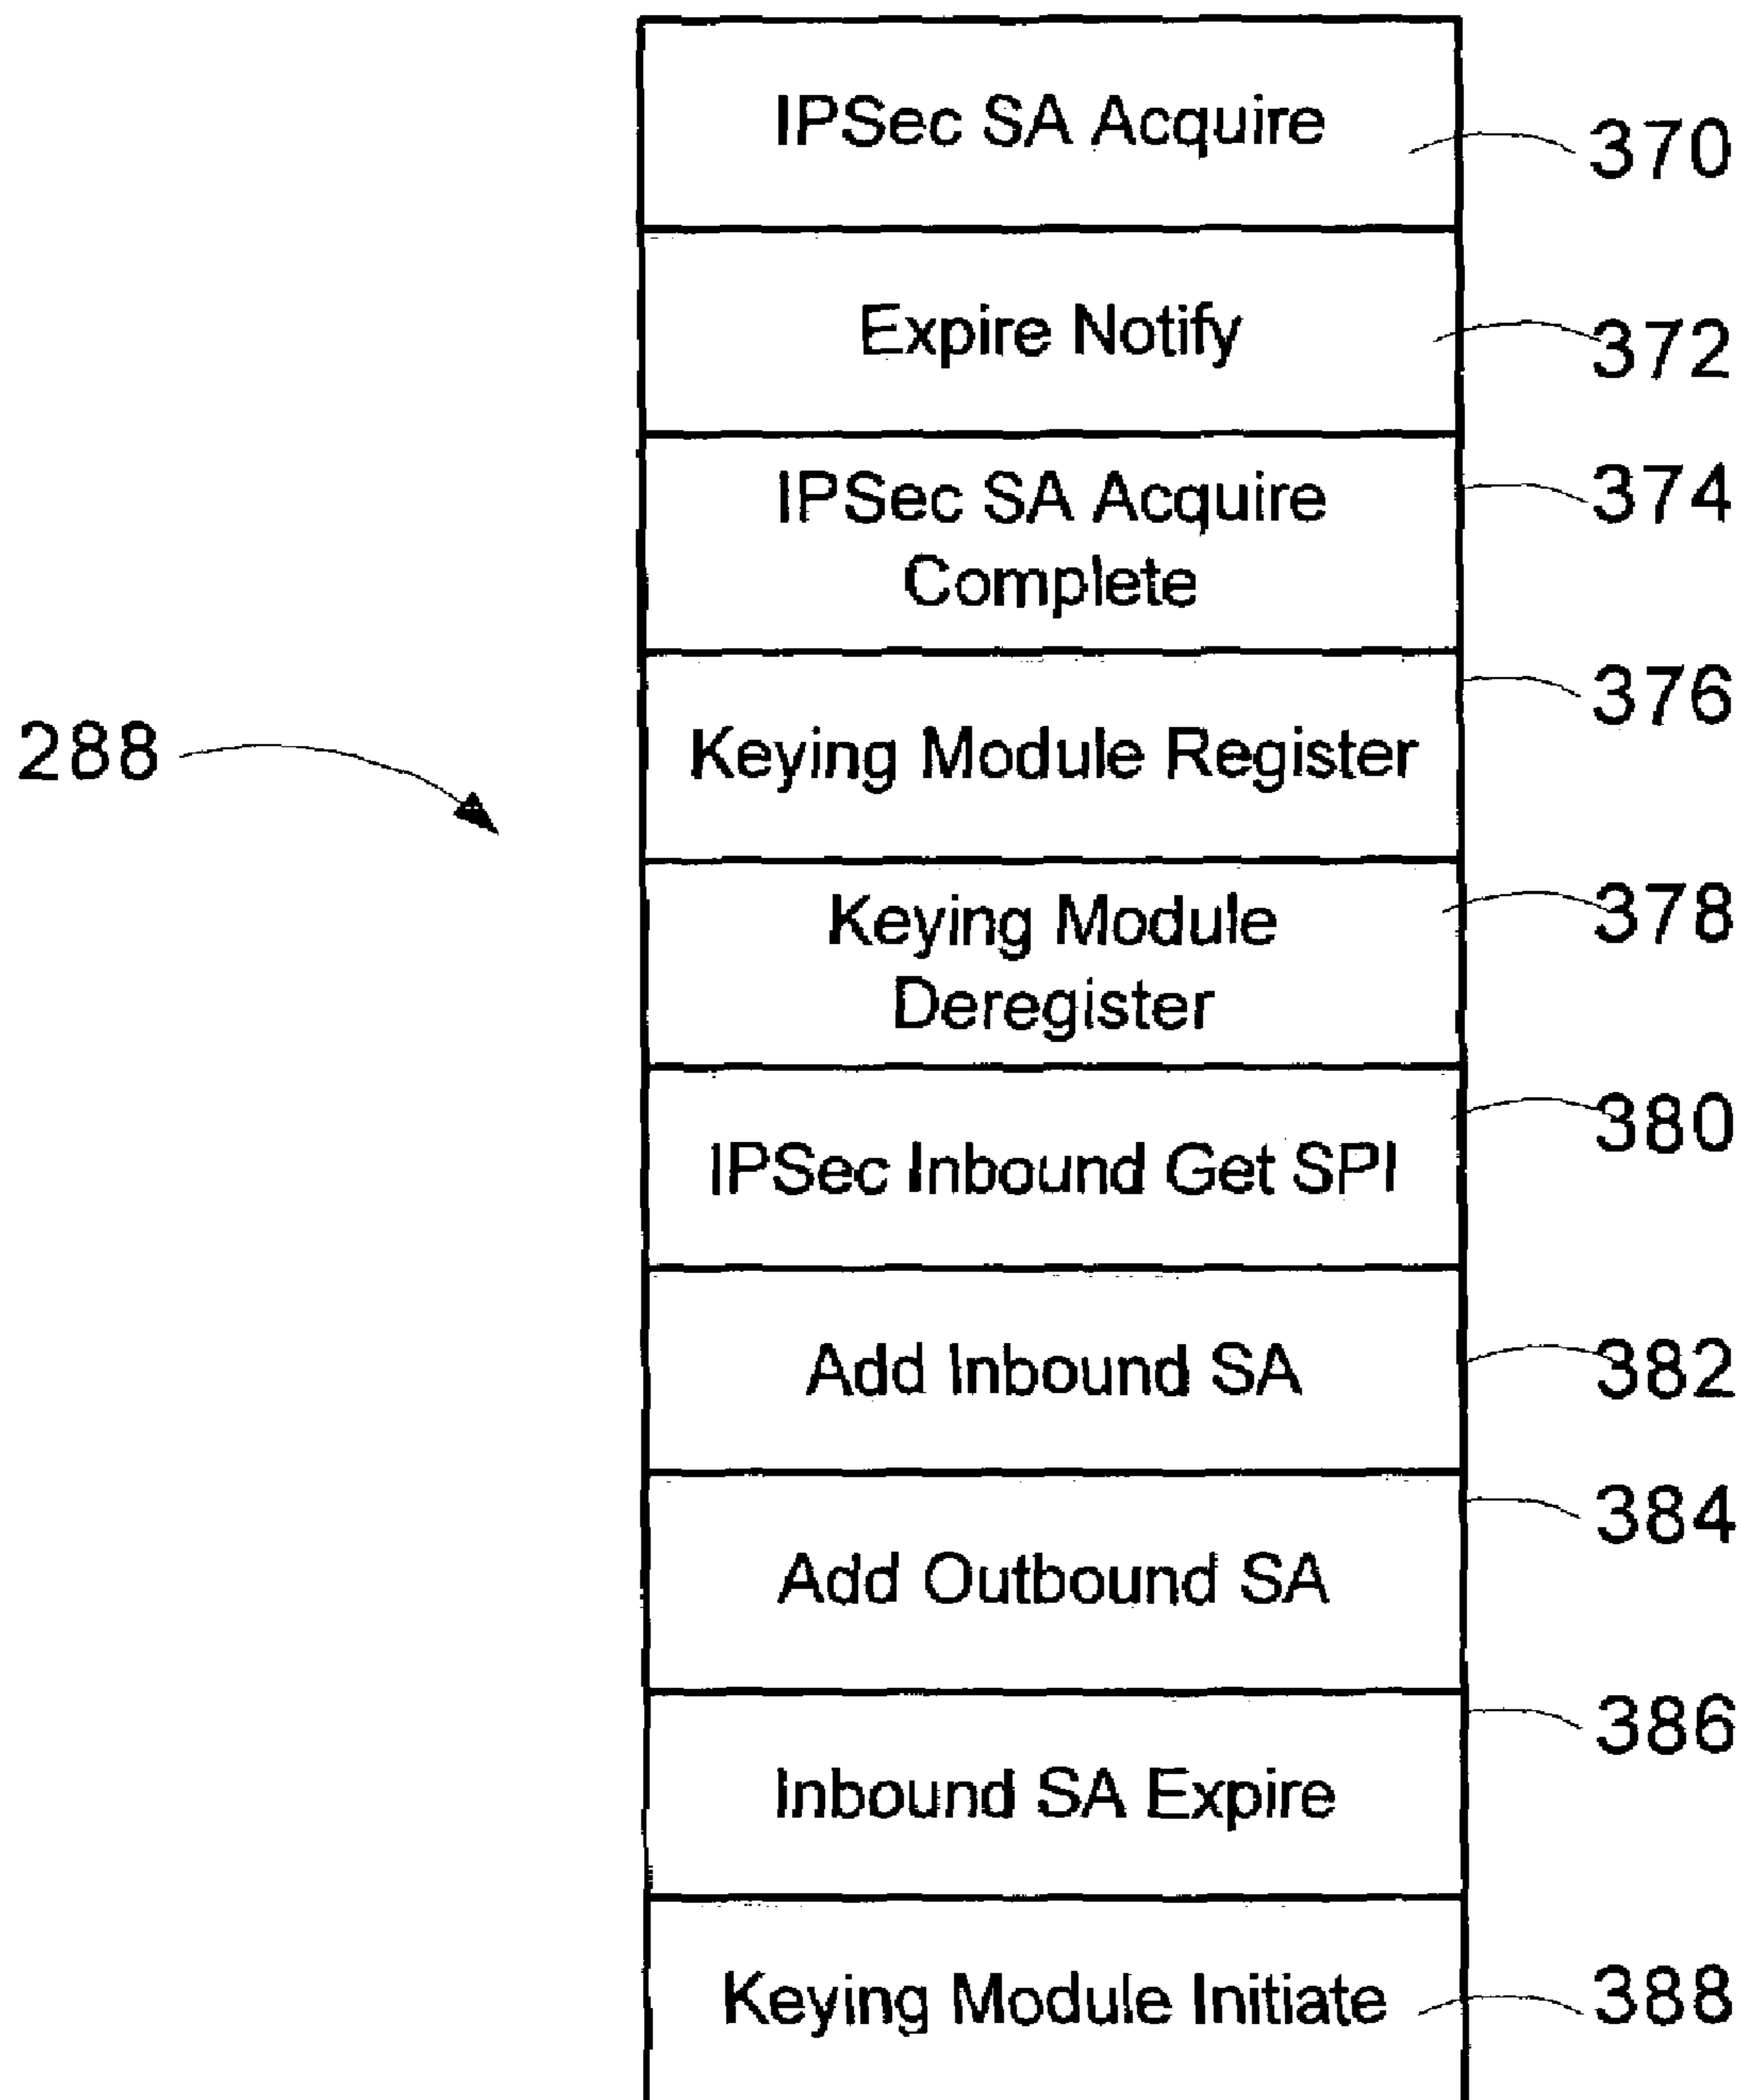 IPSec SA Acquire
370
Expire Notify
372
IPSec SA Acquire
Complete
374
Keying Module Register
376
288
Keying Module
Deregister
378
IPSec Inbound Get SPI
380
Add Inbound SA
382
Add Outbound SA
384
Inbound SA Expire
386
Keying Module Initiate
388